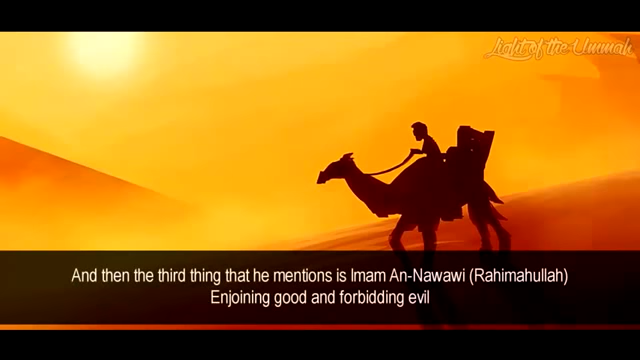 Light of the Ummah
And then the third thing that he mentions is Imam An-Nawawi (Rahimahullah)
Enjoining good and forbidding evil